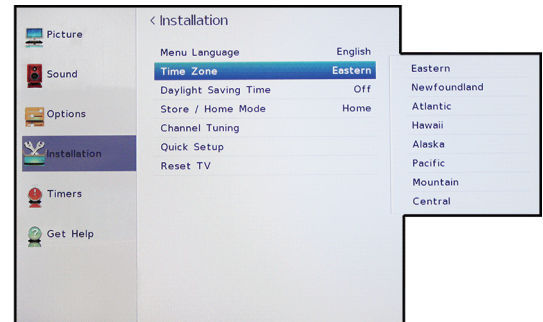 Picture
Sound
Options
Installation
Timers
Get Help
< Installation
Menu Language English
Time Zone Eastern
Daylight Saving Time Off
Store / Home Mode Home
Channel Tuning
Quick Setup
Reset TV
Eastern
Newfoundland
Atlantic
Hawaii
Alaska
Pacific
Mountain
Central